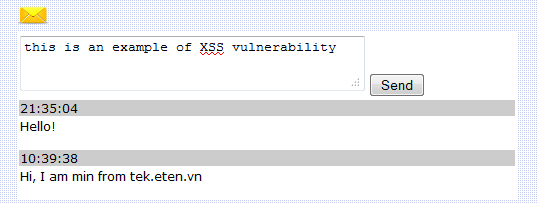 this is an example of XSS vulnerability
Send
21:35:04
Hello!
10:39:38
Hi, I am min from tek.eten.vn